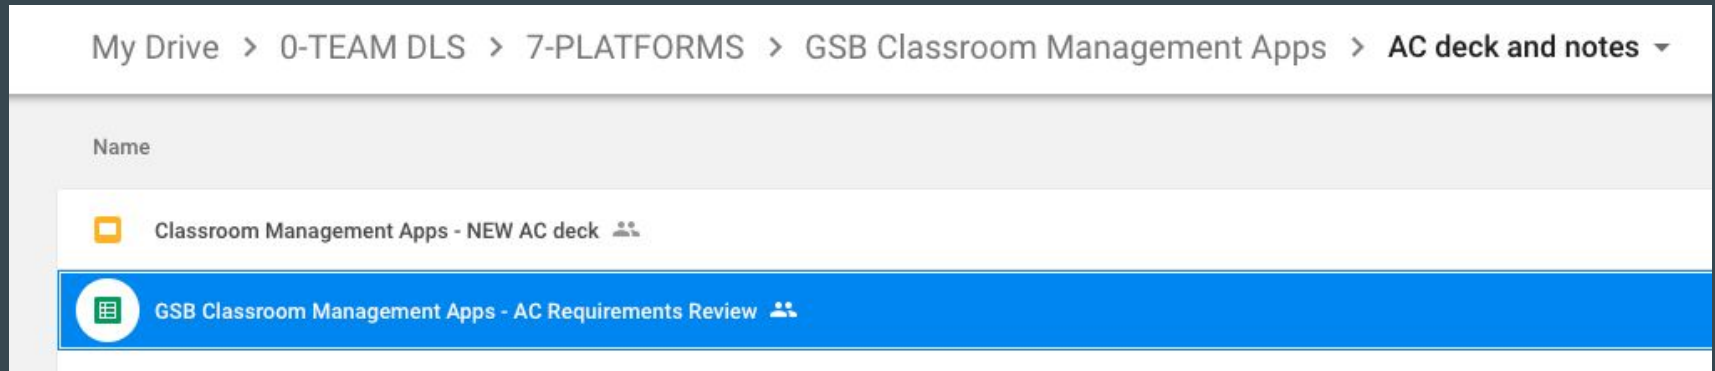 My Drive > 0-TEAM DLS > 7-PLATFORMS > GSB Classroom Management Apps > AC deck and notes
Name
Classroom Management Apps - NEW AC deck
GSB Classroom Management Apps - AC Requirements Review